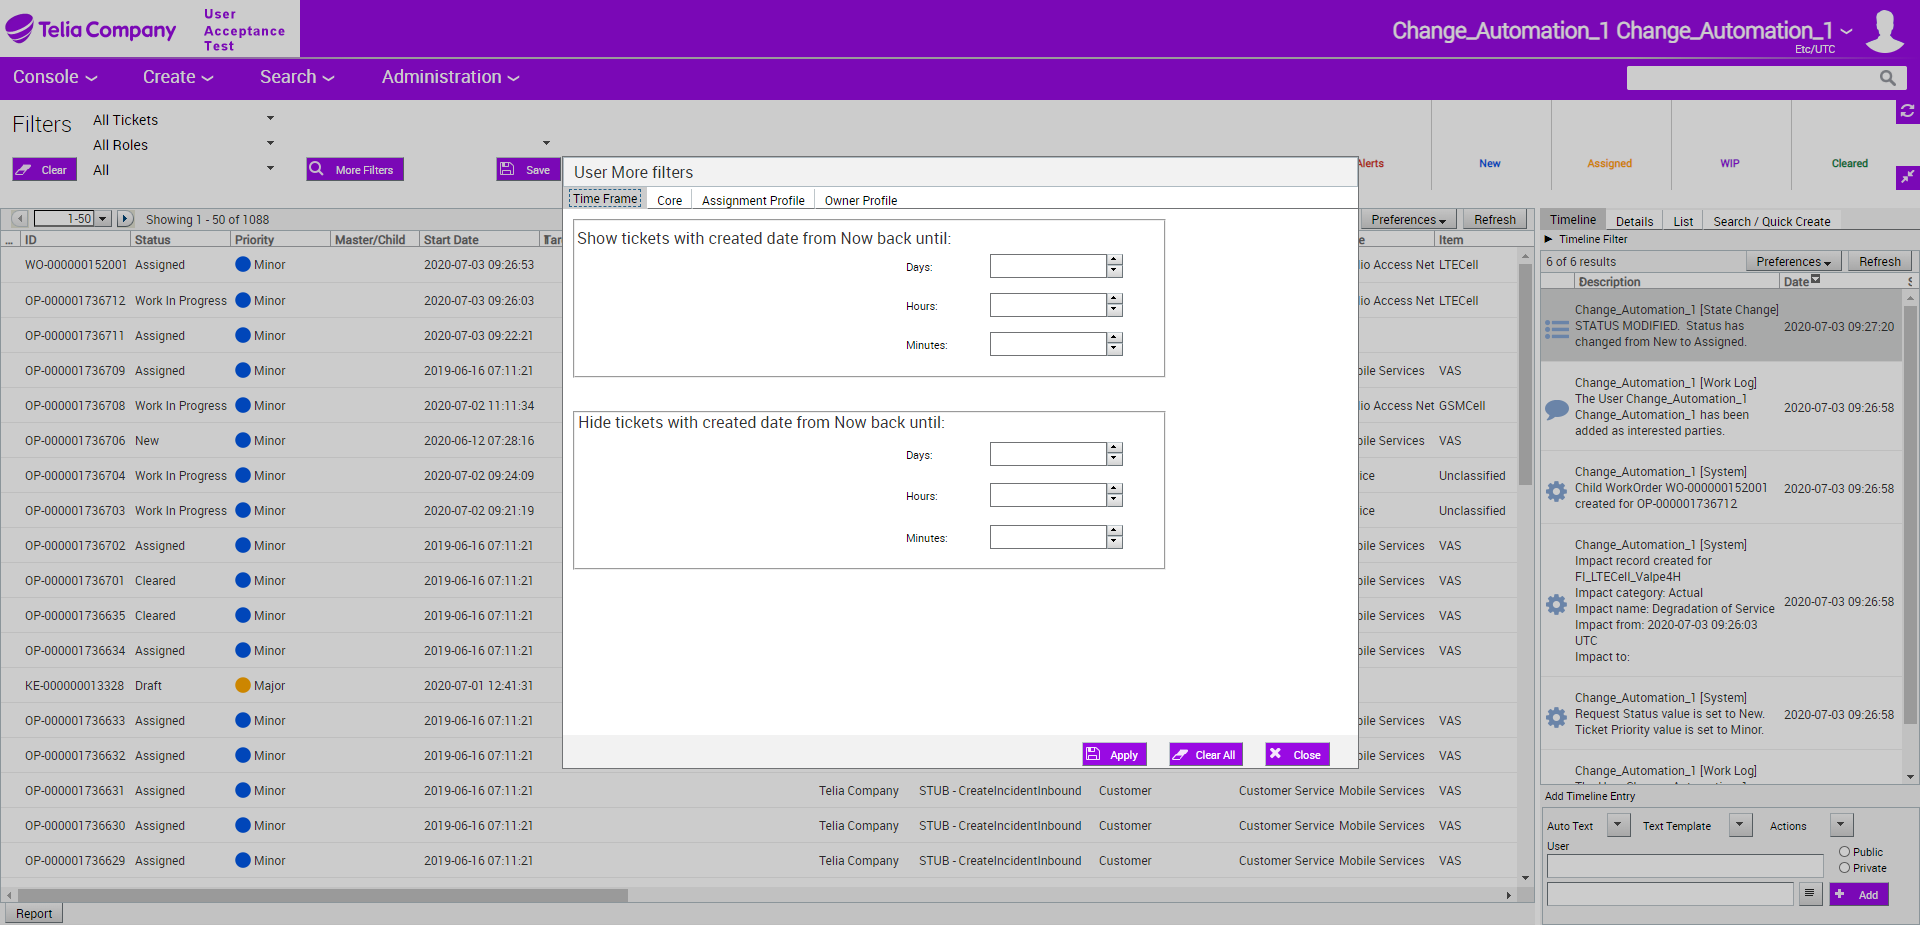 Telia Company
User
Acceptance
Test
Change_Automation_1 Change_Automation_1
Etc/UTC
Console
Create
Search
Administration
Filters
All Tickets
All Roles
All
Clear
More Filters
Save
Alerts
New
Assigned
WIP
Cleared
User More filters
Time Frame
Core
Assignment Profile
Owner Profile
Show tickets with created date from Now back until:
Days:
Hours:
Minutes:
Hide tickets with created date from Now back until:
Days:
Hours:
Minutes:
Apply
Clear All
Close
1-50
Showing 1 - 50 of 1088
Preferences
Refresh
... ID Status Priority Master/Child Start Date Tar e Item
WO-000000152001 Assigned Minor 2020-07-03 09:26:53 io Access Net LTECell
OP-000001736712 Work In Progress Minor 2020-07-03 09:26:03 io Access Net LTECell
OP-000001736711 Assigned Minor 2020-07-03 09:22:21
OP-000001736709 Assigned Minor 2019-06-16 07:11:21 bile Services VAS
OP-000001736708 Work In Progress Minor 2020-07-02 11:11:34 io Access Net GSMCell
OP-000001736706 New Minor 2020-06-12 07:28:16 bile Services VAS
OP-000001736704 Work In Progress Minor 2020-07-02 09:24:09 ice Unclassified
OP-000001736703 Work In Progress Minor 2020-07-02 09:21:19 ice Unclassified
OP-000001736702 Assigned Minor 2019-06-16 07:11:21 bile Services VAS
OP-000001736701 Cleared Minor 2019-06-16 07:11:21 bile Services VAS
OP-000001736635 Cleared Minor 2019-06-16 07:11:21 bile Services VAS
OP-000001736634 Assigned Minor 2019-06-16 07:11:21 bile Services VAS
KE-000000013328 Draft Major 2020-07-01 12:41:31
OP-000001736633 Assigned Minor 2019-06-16 07:11:21 bile Services VAS
OP-000001736632 Assigned Minor 2019-06-16 07:11:21 bile Services VAS
OP-000001736631 Assigned Minor 2019-06-16 07:11:21 Telia Company STUB - CreateIncidentInbound Customer Customer Service Mobile Services VAS
OP-000001736630 Assigned Minor 2019-06-16 07:11:21 Telia Company STUB - CreateIncidentInbound Customer Customer Service Mobile Services VAS
OP-000001736629 Assigned Minor 2019-06-16 07:11:21 Telia Company STUB - CreateIncidentInbound Customer Customer Service Mobile Services VAS
Report
Timeline
Details
List
Search / Quick Create
Timeline Filter
6 of 6 results
Preferences
Refresh
Description Date S
Change_Automation_1 [State Change]
STATUS MODIFIED. Status has
changed from New to Assigned.
2020-07-03 09:27:20
Change_Automation_1 [Work Log]
The User Change_Automation_1
Change_Automation_1 has been
added as interested parties.
2020-07-03 09:26:58
Change_Automation_1 [System]
Child WorkOrder WO-000000152001
created for OP-000001736712
2020-07-03 09:26:58
Change_Automation_1 [System]
Impact record created for
FI_LTECell_Valpe4H
Impact category: Actual
Impact name: Degradation of Service
Impact from: 2020-07-03 09:26:03
UTC
Impact to:
2020-07-03 09:26:58
Change_Automation_1 [System]
Request Status value is set to New.
Ticket Priority value is set to Minor.
2020-07-03 09:26:58
Change_Automation_1 [Work Log]
Add Timeline Entry
Auto Text
Text Template
Actions
User
Public
Private
Add